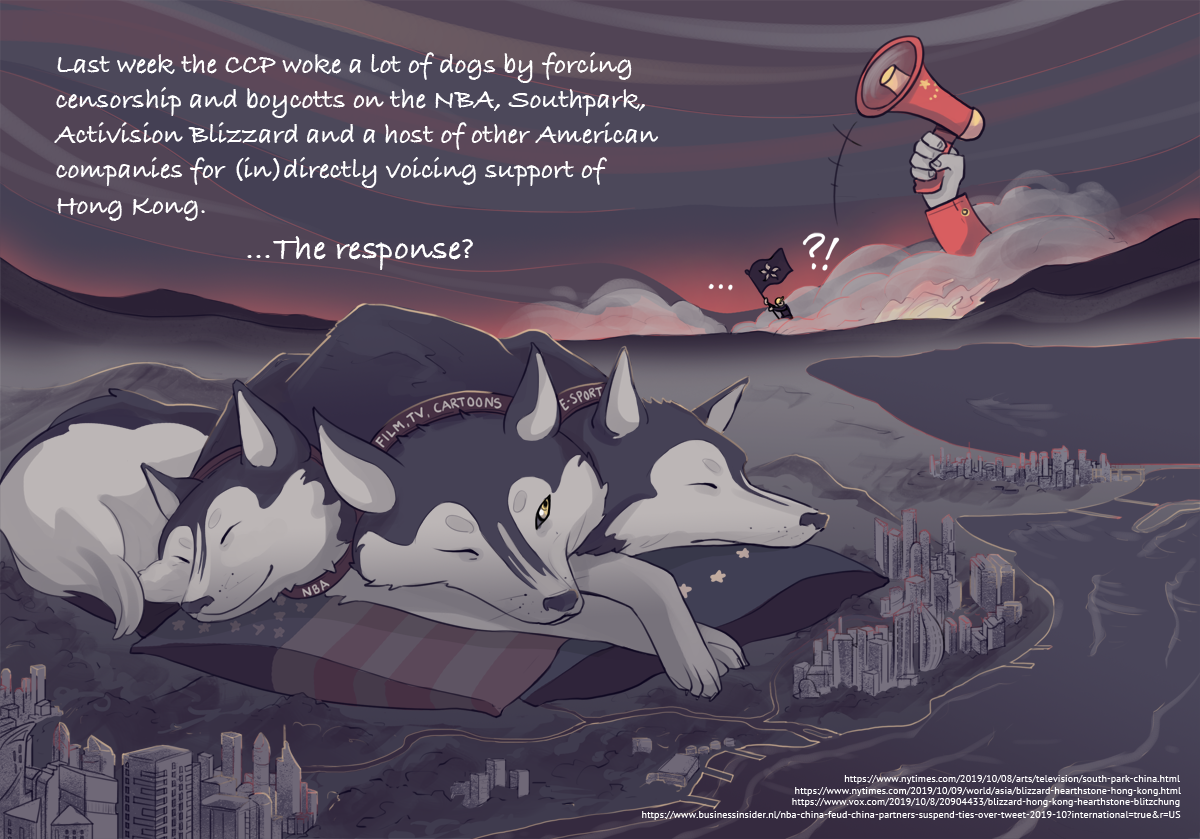 Last week the CCP woke a lot of dogs by forcing
censorship and boycotts on the NBA, Southpark,
Activision Blizzard and a host of other American
companies for (in)directly voicing support of
Hong Kong.
...The response?
?!
...
FILM, TV, CARTOONS
E-SPORT
NBA
https://www.nytimes.com/2019/10/08/arts/television/south-park-china.html
https://www.nytimes.com/2019/10/09/world/asia/blizzard-hearthstone-hong-kong.html
https://www.vox.com/2019/10/8/20904433/blizzard-hong-kong-hearthstone-blitzchung
https://www.businessinsider.nl/nba-china-feud-china-partners-suspend-ties-over-tweet-2019-10?international=true&r=US